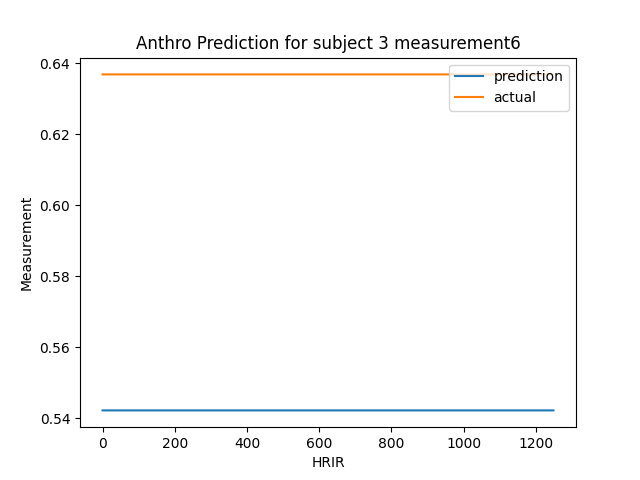 Anthro Prediction for subject 3 measurement6
prediction
actual
Measurement
0.64
0.62
0.60
0.58
0.56
0.54
0 200 400 600 800 1000 1200
HRIR